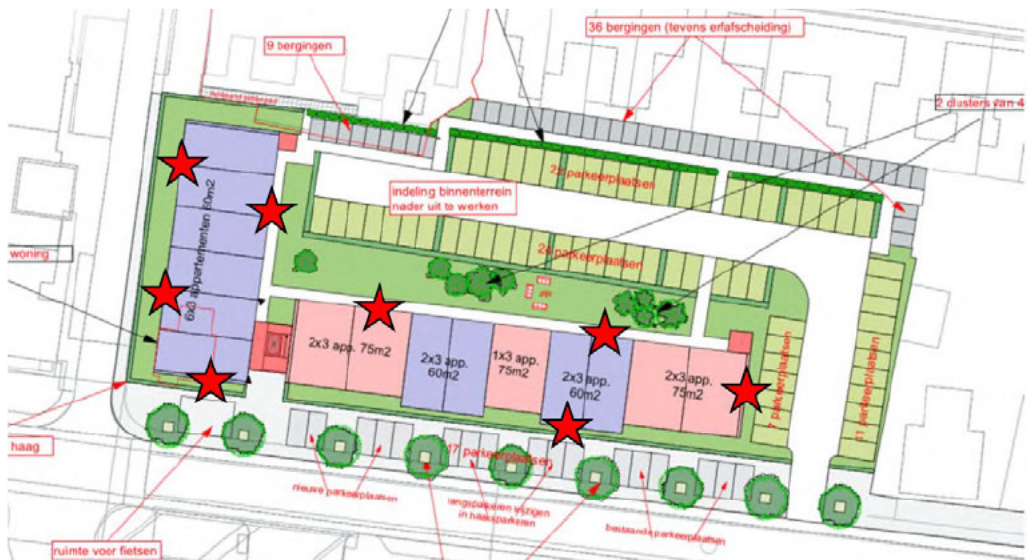 36 bergingen (tevens erfafscheiding)
9 bergingen
2 clusters van 4
22 parkeerplaatsen
indeling binnenterrein
nader uit te werken
24 parkeerplaatsen
woning
6x3 appartementen 60m2
2x3 app. 75m2
2x3 app.
60m2
1x3 app.
75m2
2x3 app.
60m2
2x3 app.
75m2
7 parkeerplaatsen
11 parkeerplaatsen
haag
17 parkeerplaatsen
nieuwe parkeerplaatsen
langsparkeren wijzigen
in haaksparkeren
bestaande parkeerplaatsen
ruimte voor fietsen